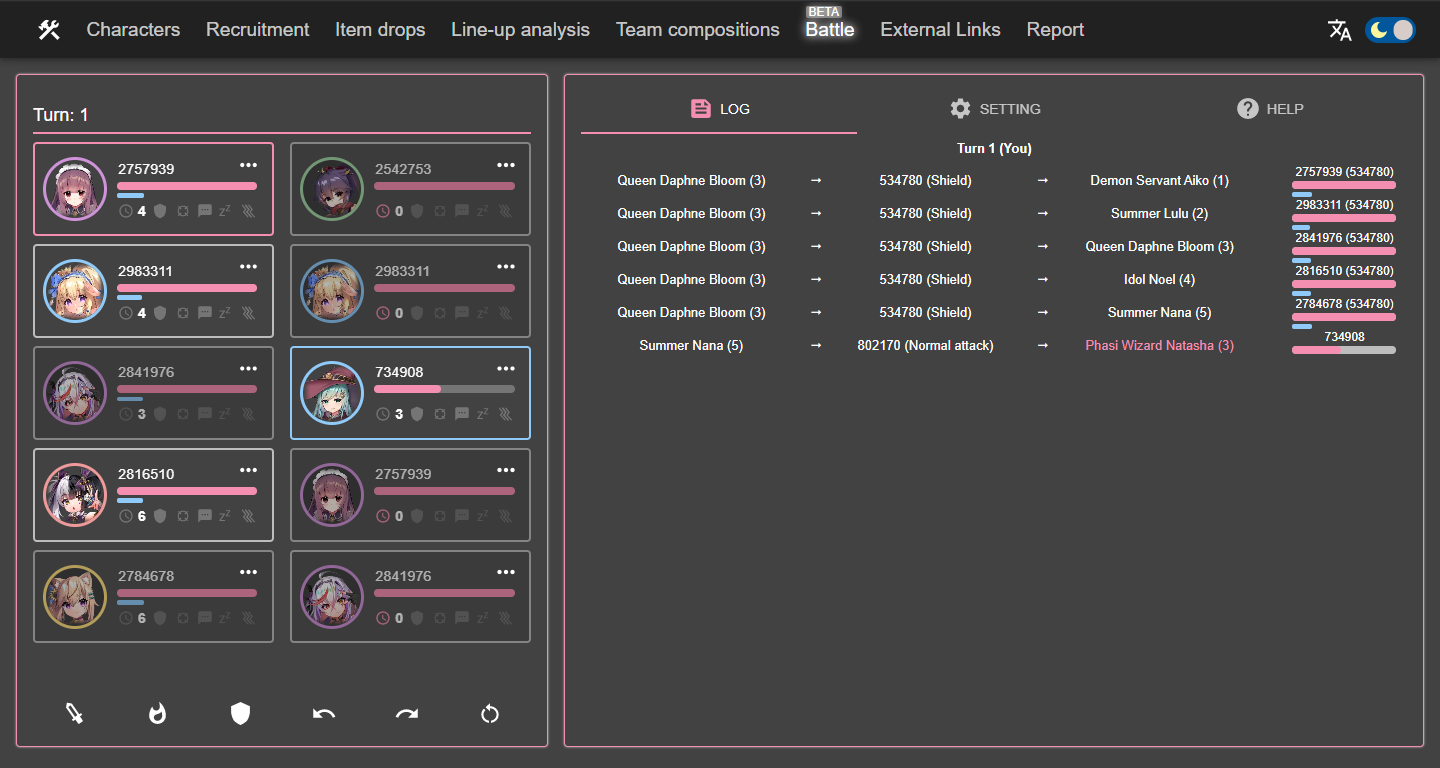 BETA
Characters Recruitment Item drops Line-up analysis Team compositions Battle External Links Report
Turn: 1
2757939
4
2542753
0
2983311
4
2983311
0
2841976
3
734908
3
2816510
6
2757939
0
2784678
6
2841976
0
LOG SETTING HELP
Turn 1 (You)
Queen Daphne Bloom (3) → 534780 (Shield) → Demon Servant Aiko (1) 2757939 (534780)
Queen Daphne Bloom (3) → 534780 (Shield) → Summer Lulu (2) 2983311 (534780)
Queen Daphne Bloom (3) → 534780 (Shield) → Queen Daphne Bloom (3) 2841976 (534780)
Queen Daphne Bloom (3) → 534780 (Shield) → Idol Noel (4) 2816510 (534780)
Queen Daphne Bloom (3) → 534780 (Shield) → Summer Nana (5) 2784678 (534780)
Summer Nana (5) → 802170 (Normal attack) → Phasi Wizard Natasha (3) 734908